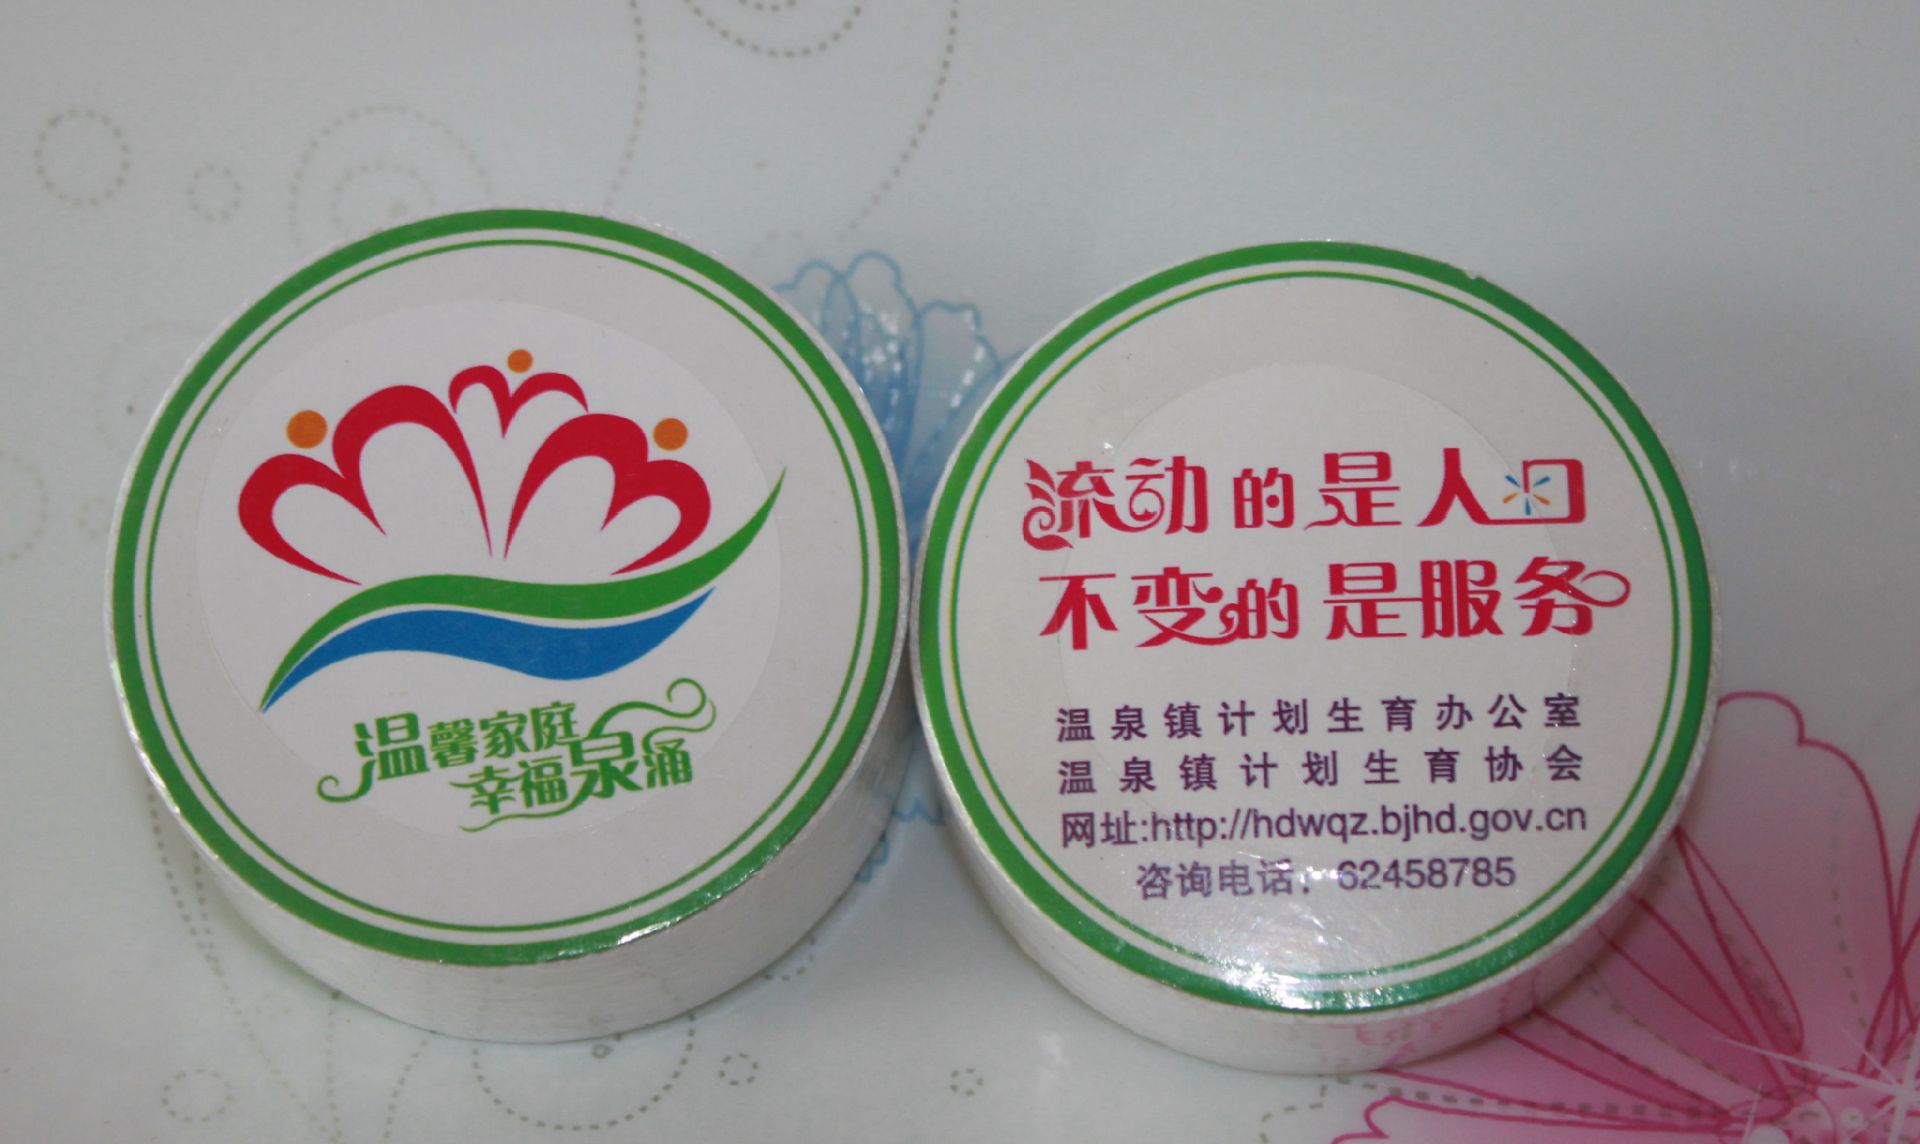 温馨家庭
幸福泉涌
流动的是人口
不变的是服务
温泉镇计划生育办公室
温泉镇计划生育协会
网址:http://hdwqz.bjhd.gov.cn
咨询电话：62458785